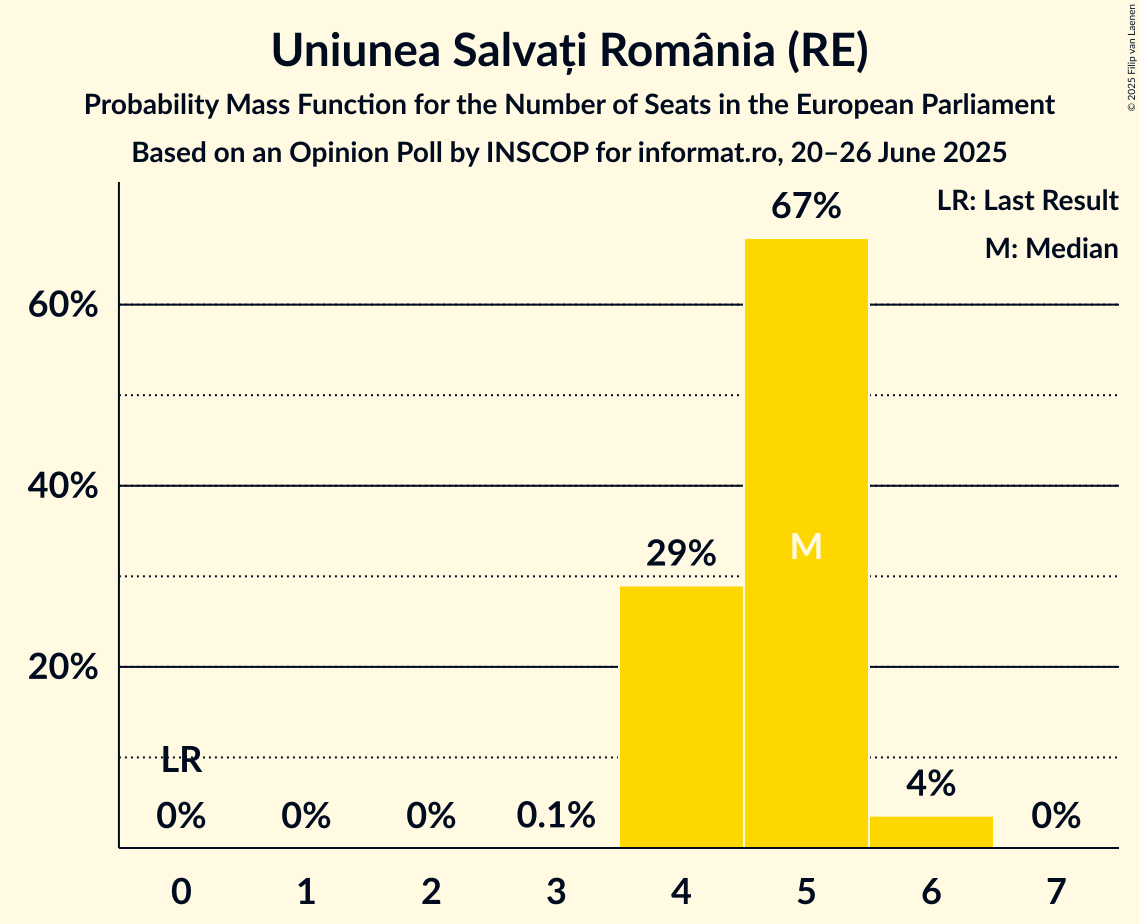 Uniunea Salvați România (RE)
Probability Mass Function for the Number of Seats in the European Parliament
Based on an Opinion Poll by INSCOP for informat.ro, 20–26 June 2025
© 2025 Filip van Laenen
LR: Last Result
M: Median
67%
60%
40%
29%
M
20%
LR
0%
0%
0%
0.1%
4%
0%
0 1 2 3 4 5 6 7